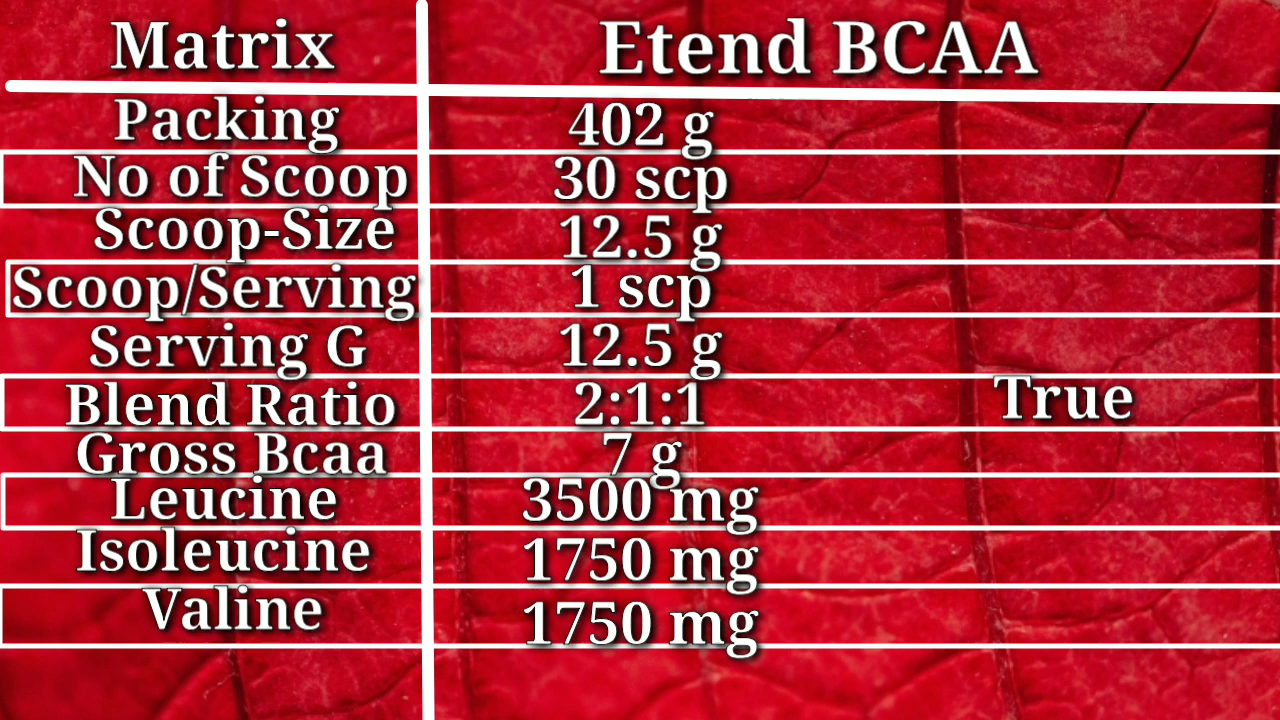 Matrix Etend BCAA
Packing 402 g
No of Scoop 30 scp
Scoop-Size 12.5 g
Scoop/Serving 1 scp
Serving G 12.5 g
Blend Ratio 2:1:1 True
Gross Bcaa 7 g
Leucine 3500 mg
Isoleucine 1750 mg
Valine 1750 mg